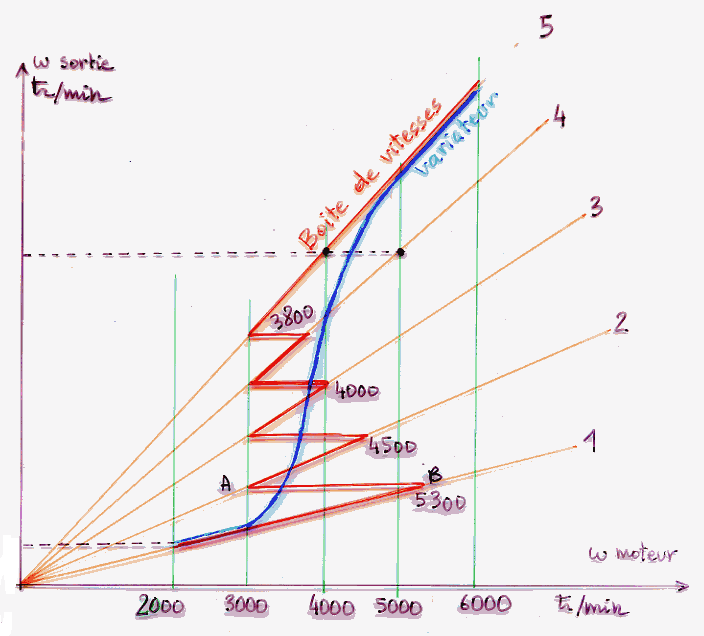 5
ω sortie
tr/min
4
Boite de vitesses
variateur
3
3800
2
4000
1
4500
A
B
5300
ω moteur
2000 3000 4000 5000 6000 tr/min